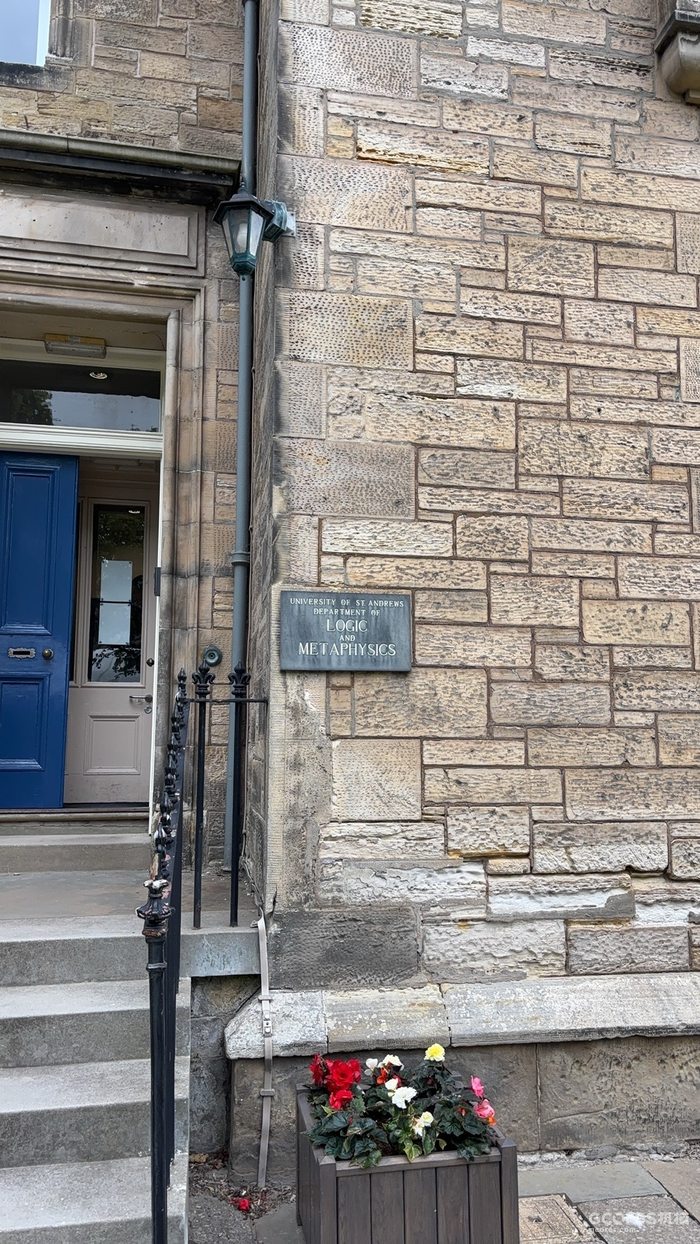 UNIVERSITY OF ST. ANDREWS
DEPARTMENT OF
LOGIC
AND
METAPHYSICS